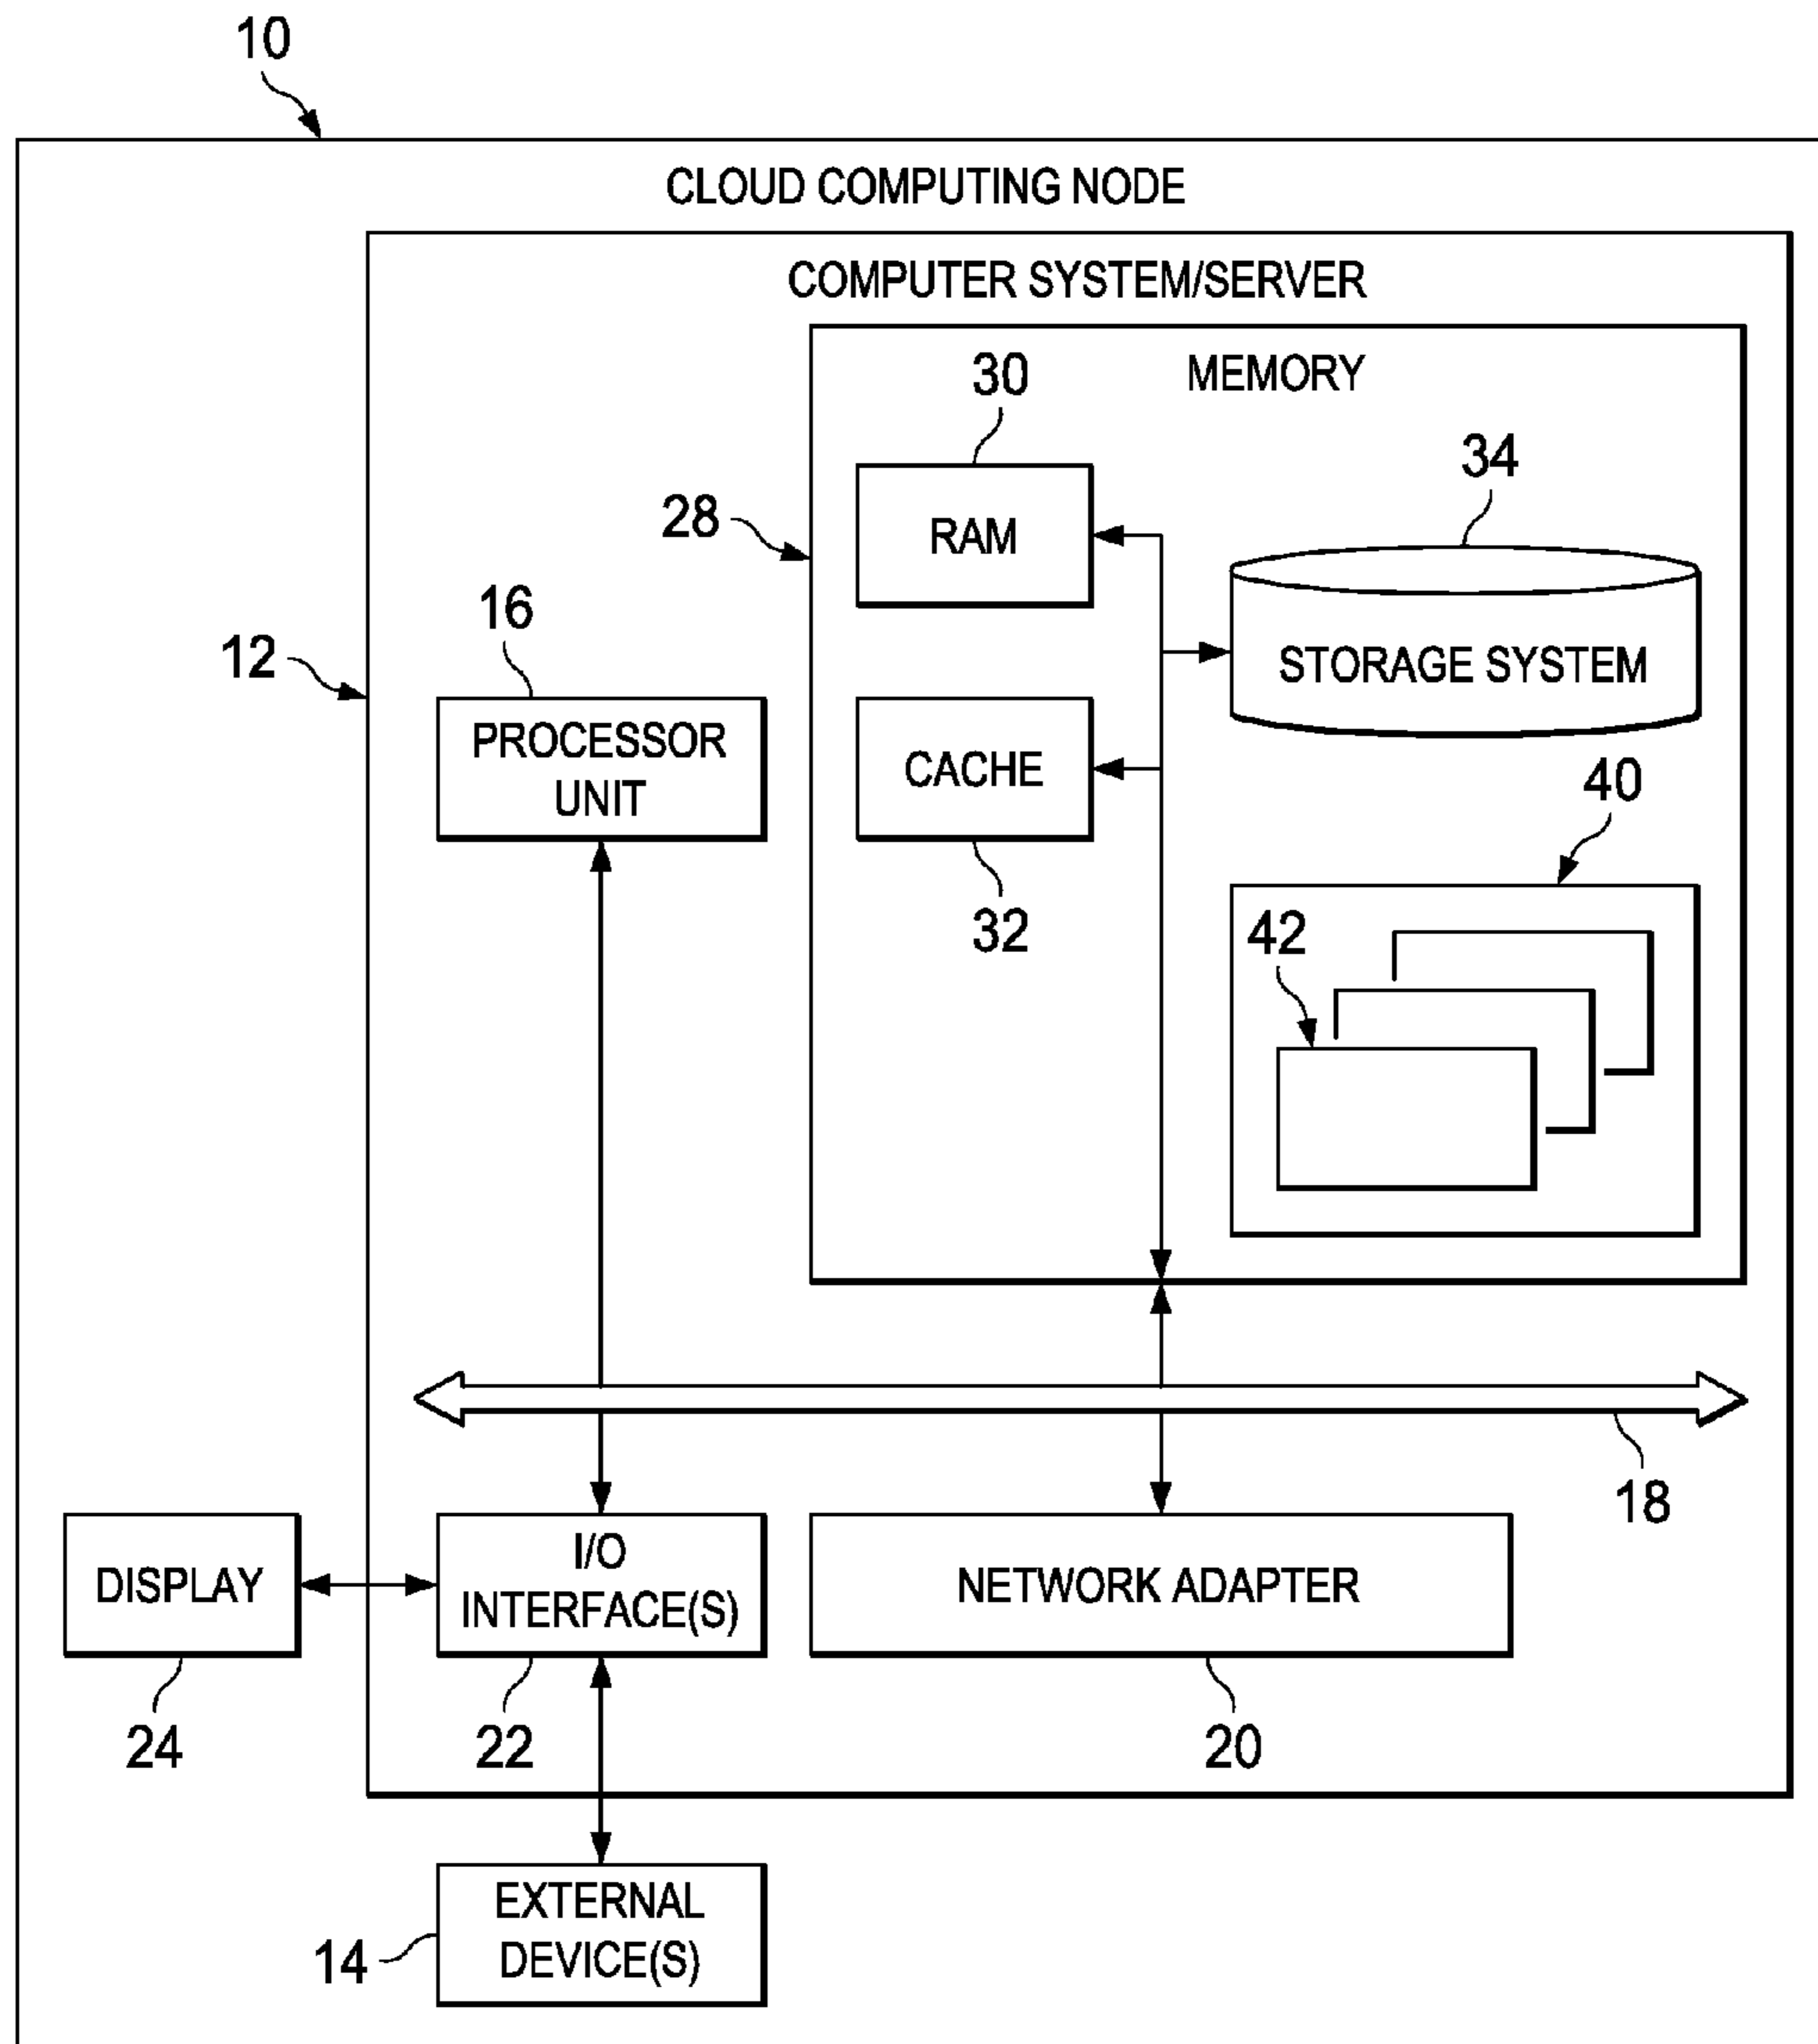 10
CLOUD COMPUTING NODE
COMPUTER SYSTEM/SERVER
MEMORY
30
34
28
RAM
16
12
STORAGE SYSTEM
PROCESSOR
UNIT
CACHE
40
32
42
18
DISPLAY
I/O
INTERFACE(S)
NETWORK ADAPTER
24
22
20
EXTERNAL
DEVICE(S)
14